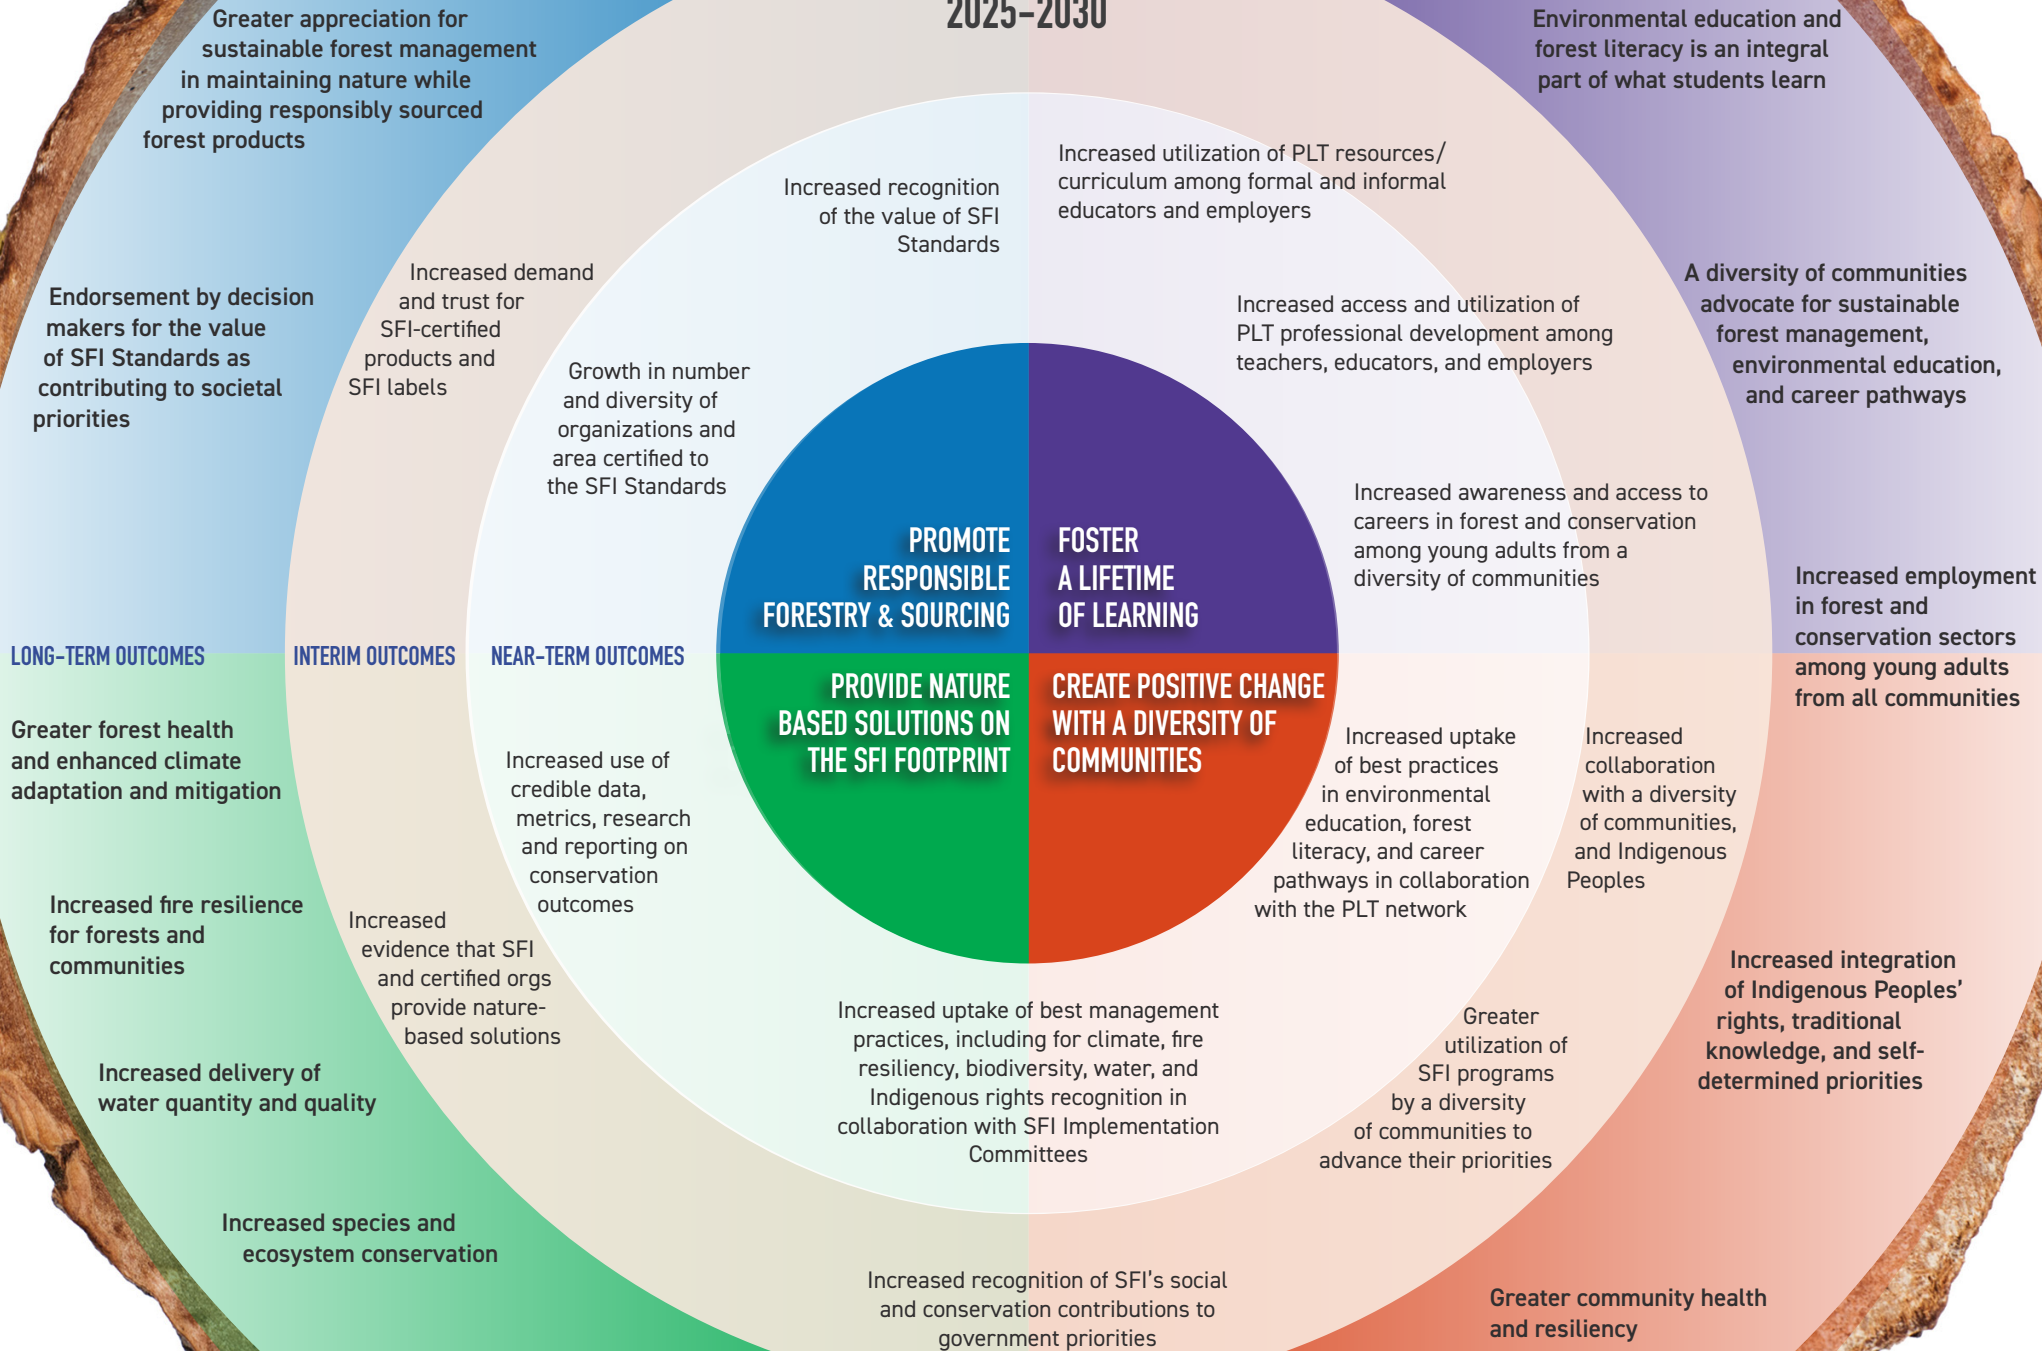 2025-2030
Greater appreciation for
sustainable forest management
in maintaining nature while
providing responsibly sourced
forest products
Environmental education and
forest literacy is an integral
part of what students learn
Increased recognition
of the value of SFI
Standards
Increased utilization of PLT resources/
curriculum among formal and informal
educators and employers
Endorsement by decision
makers for the value
of SFI Standards as
contributing to societal
priorities
Increased demand
and trust for
SFI-certified
products and
SFI labels
Growth in number
and diversity of
organizations and
area certified to
the SFI Standards
Increased access and utilization of
PLT professional development among
teachers, educators, and employers
A diversity of communities
advocate for sustainable
forest management,
environmental education,
and career pathways
Increased awareness and access to
careers in forest and conservation
among young adults from a
diversity of communities
PROMOTE
RESPONSIBLE
FORESTRY & SOURCING
FOSTER
A LIFETIME
OF LEARNING
Increased employment
in forest and
conservation sectors
among young adults
from all communities
LONG-TERM OUTCOMES
INTERIM OUTCOMES
NEAR-TERM OUTCOMES
PROVIDE NATURE
BASED SOLUTIONS ON
THE SFI FOOTPRINT
CREATE POSITIVE CHANGE
WITH A DIVERSITY OF
COMMUNITIES
Greater forest health
and enhanced climate
adaptation and mitigation
Increased use of
credible data,
metrics, research
and reporting on
conservation
outcomes
Increased uptake
of best practices
in environmental
education, forest
literacy, and career
pathways in collaboration
with the PLT network
Increased
collaboration
with a diversity
of communities,
and Indigenous
Peoples
Increased fire resilience
for forests and
communities
Increased
evidence that SFI
and certified orgs
provide nature-
based solutions
Increased integration
of Indigenous Peoples'
rights, traditional
knowledge, and self-
determined priorities
Increased uptake of best management
practices, including for climate, fire
resiliency, biodiversity, water, and
Indigenous rights recognition in
collaboration with SFI Implementation
Committees
Greater
utilization of
SFI programs
by a diversity
of communities to
advance their priorities
Increased delivery of
water quantity and quality
Increased species and
ecosystem conservation
Increased recognition of SFI's social
and conservation contributions to
government priorities
Greater community health
and resiliency